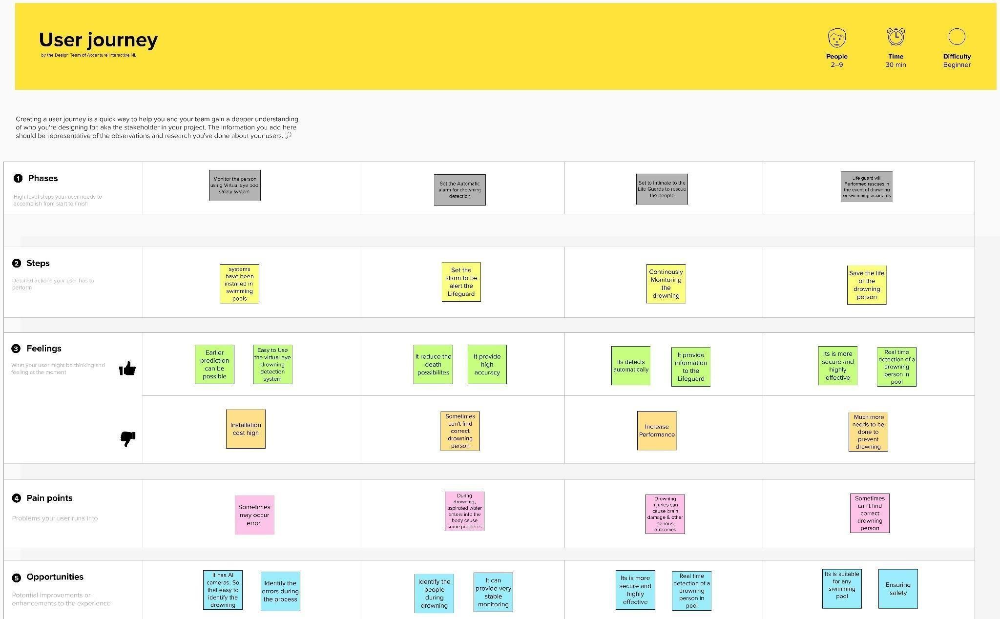 User journey
by the Design Team of Accenture Interactive NL
People
2–9
Time
30 min
Difficulty
Beginner
Creating a user journey is a quick way to help you and your team gain a deeper understanding
of who you're designing for, aka the stakeholder in your project. The information you add here
should be representative of the observations and research you've done about your users.
1 Phases
High-level steps your user needs to
accomplish from start to finish
Monitor the person
using Virtual eye pool
safety system
Set the Automatic
alarm for drowning
detection
Set to intimate to the
Life Guards to rescue
the people
Life guard will
Performed rescues in
the event of drowning
or swimming accidents
2 Steps
Detailed actions your user has to
perform
systems
have been
installed in
swimming
pools
Set the
alarm to be
alert the
Lifeguard
Continously
Monitoring
the
drowning
Save the life
of the
drowning
person
3 Feelings
What your user might be thinking and
feeling at the moment
Earlier
prediction
can be
possible
Easy to Use
the virtual eye
drowning
detection
system
It reduce the
death
possibilites
It provide
high
accuracy
Its detects
automatically
It provide
information
to the
Lifeguard
Its is more
secure and
highly
effective
Real time
detection of a
drowning
person in
pool
Installation
cost high
Sometimes
can't find
correct
drowning
person
Increase
Performance
Much more
needs to be
done to
prevent
drowning
4 Pain points
Problems your user runs into
Sometimes
may occur
error
During
drowning,
aspirated water
enters into the
body cause
some problems
Drowning
injuries can
cause brain
damage & other
serious
outcomes
Sometimes
can't find
correct
drowning
person
5 Opportunities
Potential improvements or
enhancements to the experience
It has AI
cameras. So
that easy to
identify the
drowning
Identify the
errors during
the process
Identify the
people
during
drowning
It can
provide very
stable
monitoring
Its is more
secure and
highly
effective
Real time
detection of a
drowning
person in
pool
Its is suitable
for any
swimming
pool
Ensuring
safety